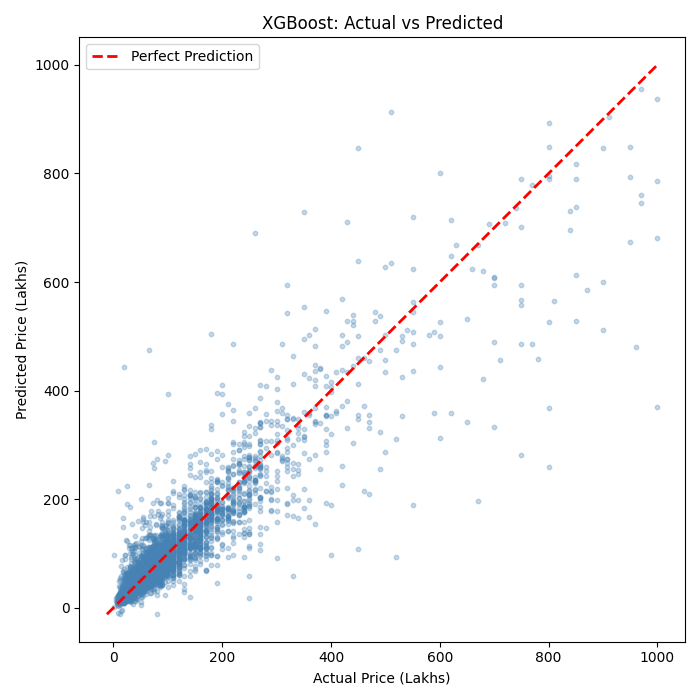 XGBoost: Actual vs Predicted
Perfect Prediction
1000
800
600
400
200
0
Predicted Price (Lakhs)
0 200 400 600 800 1000
Actual Price (Lakhs)